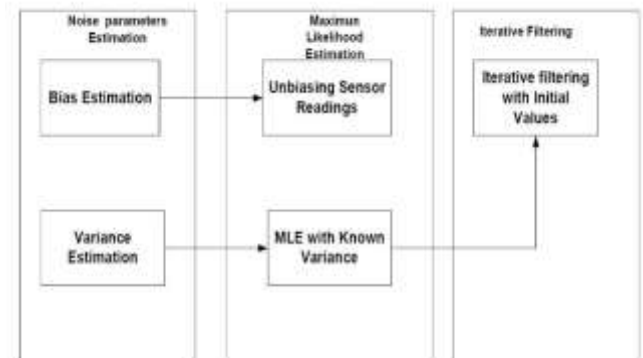 Noise parameters
Estimation
Maximun
Likelihood
Estimation
Iterative Filtering
Bias Estimation
Unbiasing Sensor
Readings
Iterative filtering
with Initial
Values
Variance
Estimation
MLE with Known
Variance